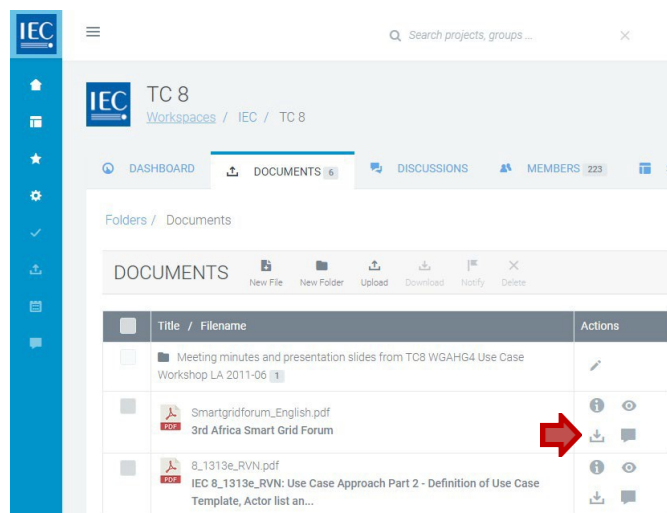 IEC
Search projects, groups ...
IEC
TC 8
Workspaces / IEC / TC 8
DASHBOARD
DOCUMENTS 6
DISCUSSIONS
MEMBERS 223
Folders / Documents
DOCUMENTS
New File
New Folder
Upload
Download
Notify
Delete
Title / Filename
Actions
Meeting minutes and presentation slides from TC8 WGAHG4 Use Case
Workshop LA 2011-06 1
Smartgridforum_English.pdf
PDF
3rd Africa Smart Grid Forum
8_1313e_RVN.pdf
PDF
IEC 8_1313e_RVN: Use Case Approach Part 2 - Definition of Use Case
Template, Actor list an...